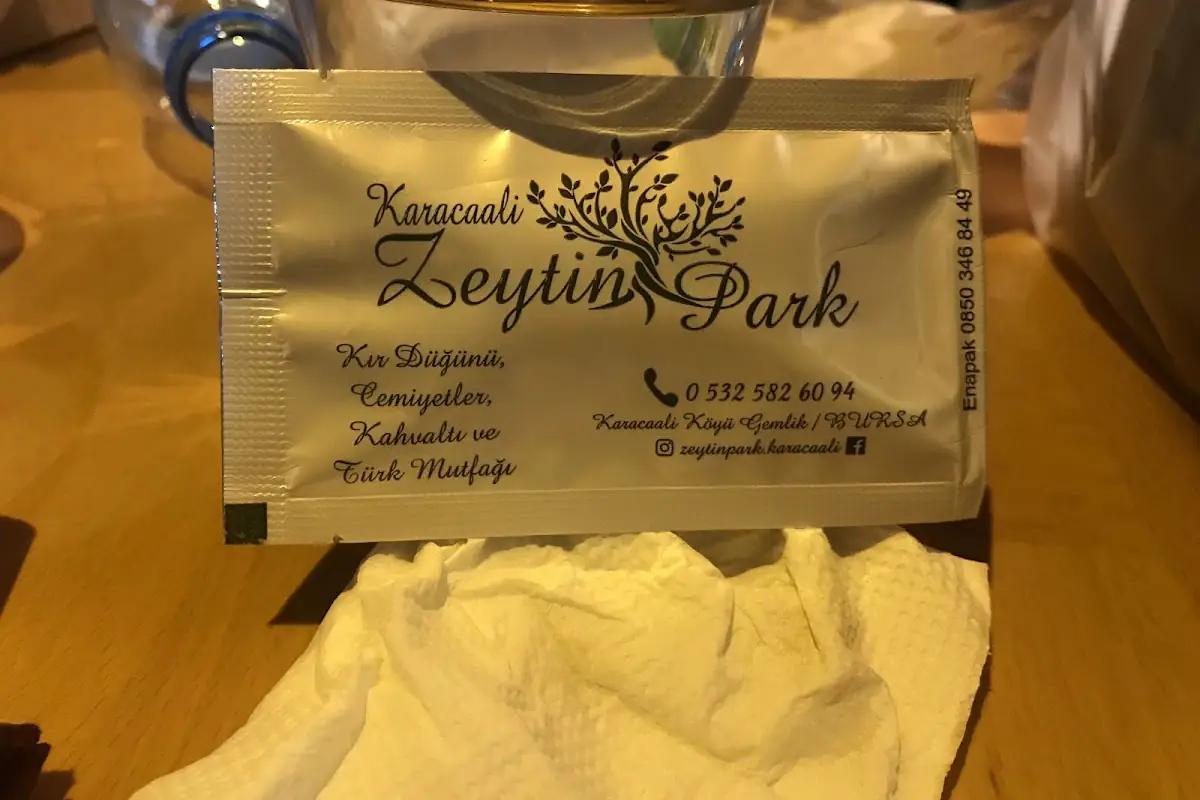 Karacaali
Zeytin Park
Kır Düğünü,
Cemiyetler,
Kahvaltı ve
Türk Mutfağı
0 532 582 60 94
Karacaali Köyü Gemlik / BURSA
zeytinpark.karacaali
Enapak 0850 346 84 49